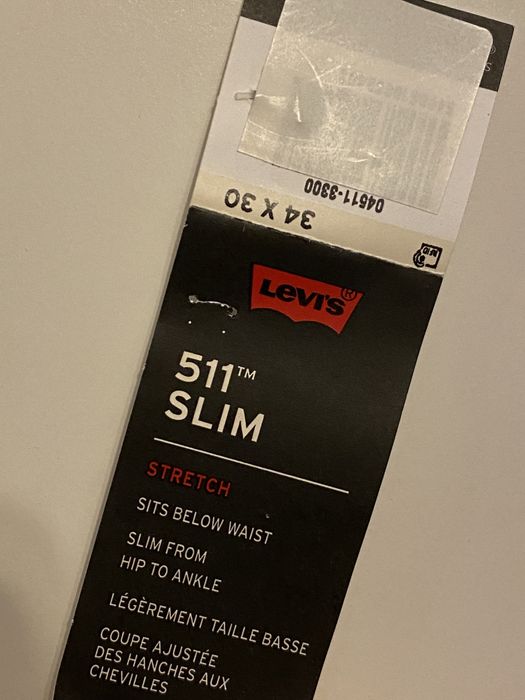 04511-3300
34 X 30
Levi's®
511™
SLIM
STRETCH
SITS BELOW WAIST
SLIM FROM
HIP TO ANKLE
LÉGÈREMENT TAILLE BASSE
COUPE AJUSTÉE
DES HANCHES AUX
CHEVILLES